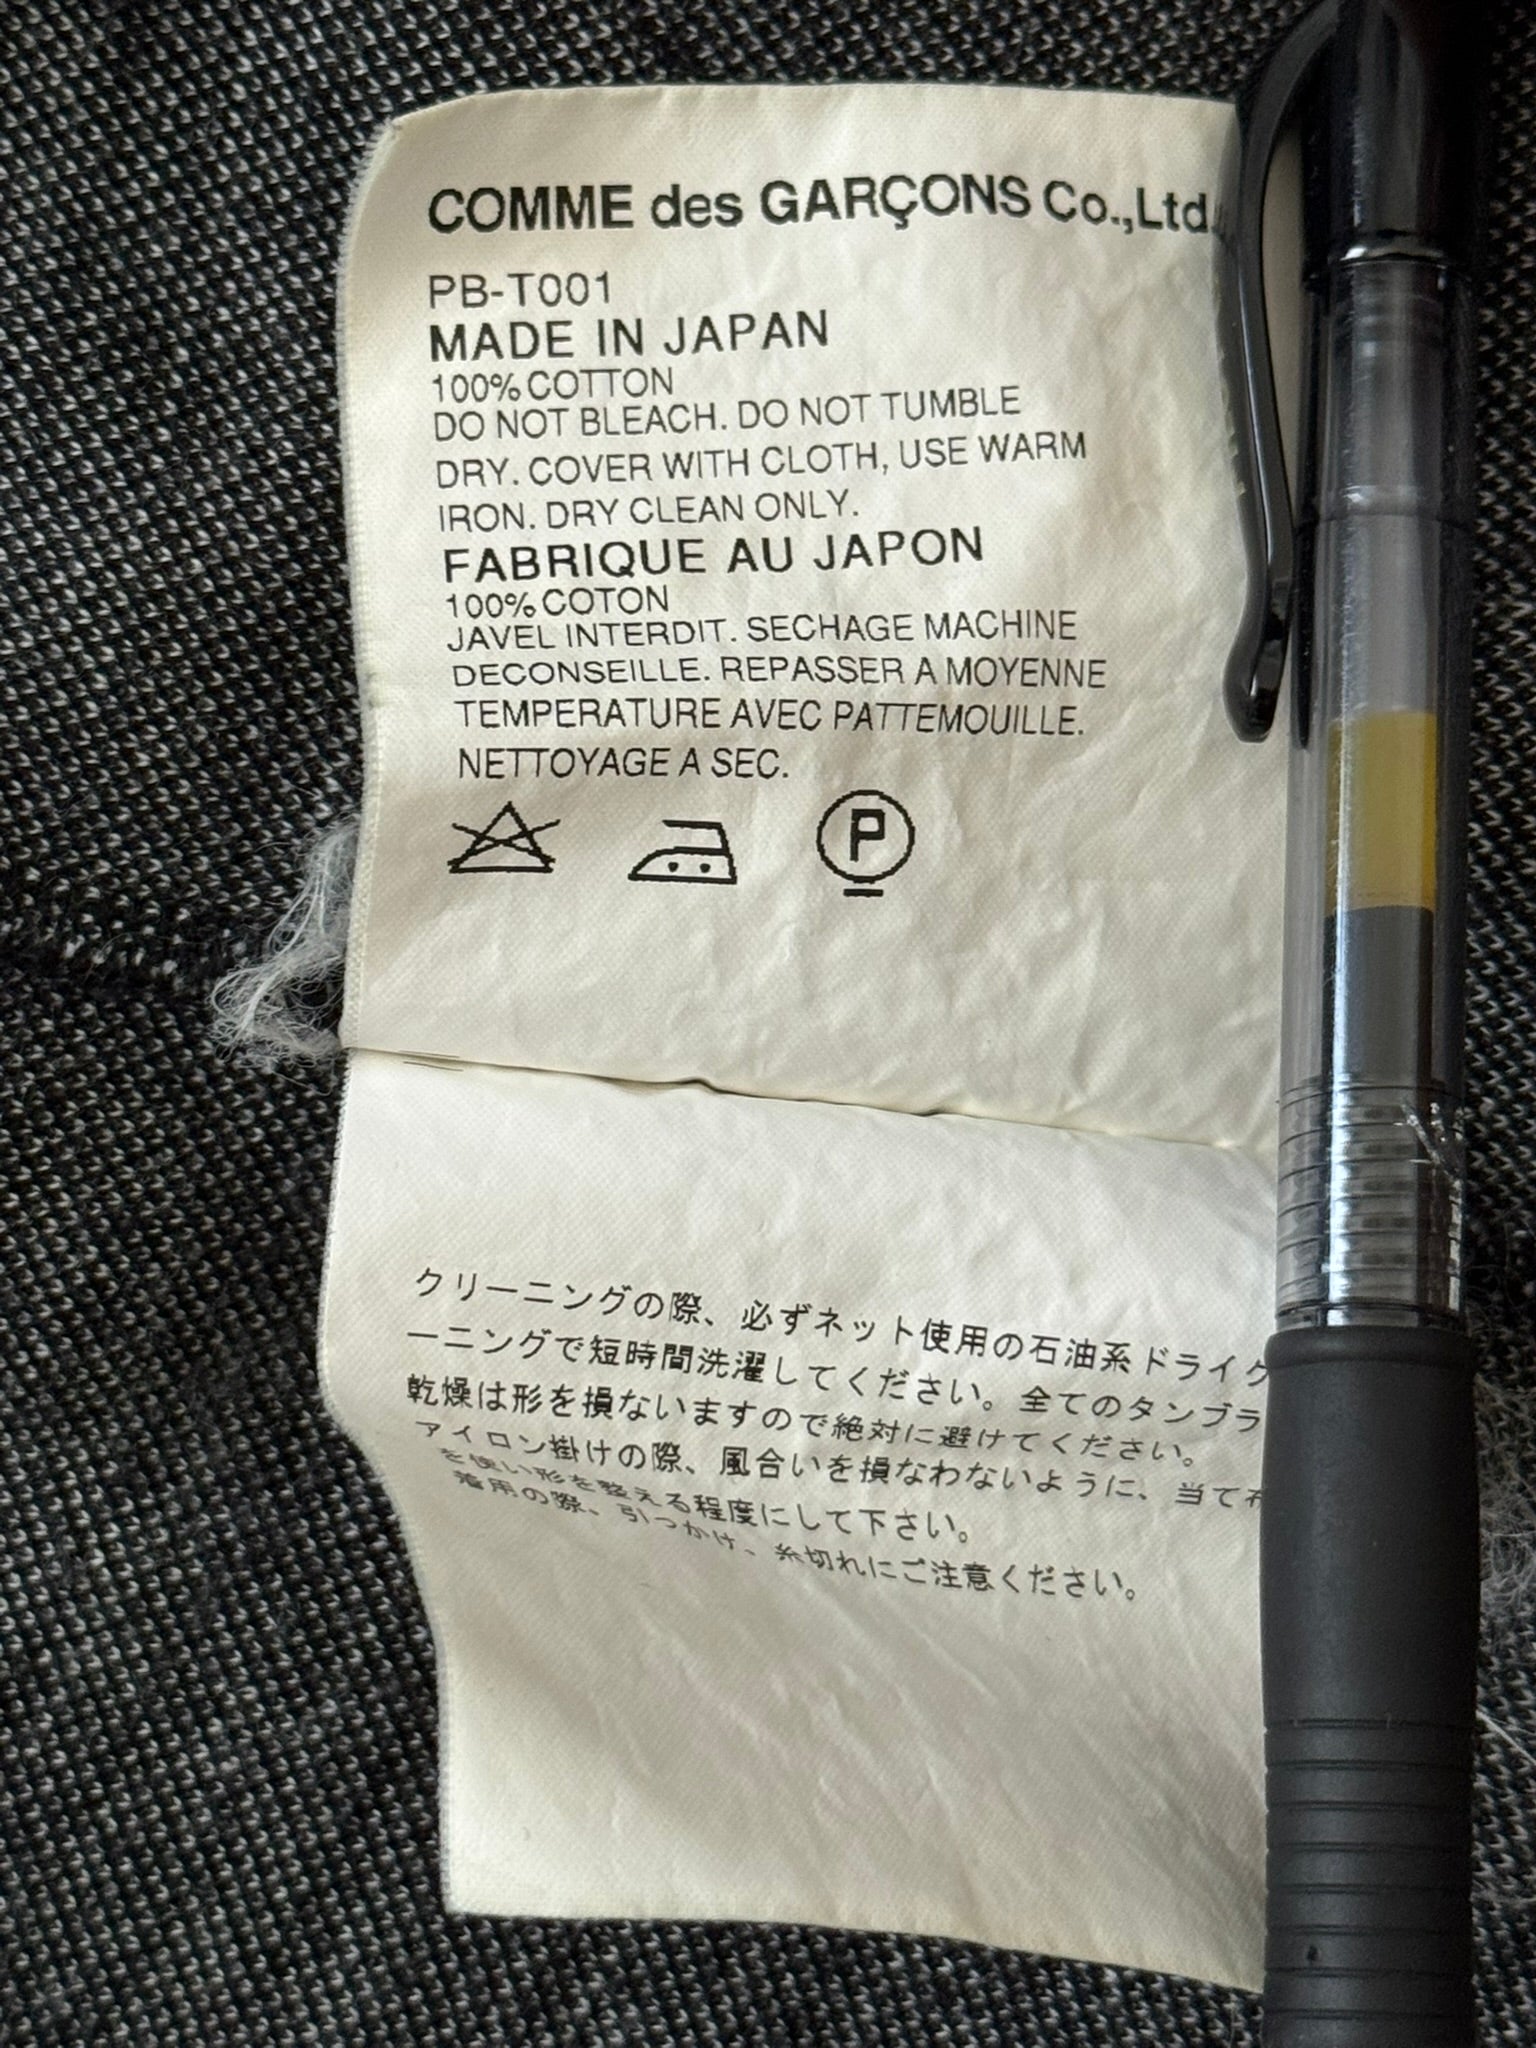 COMME des GARÇONS Co.,Ltd.
PB-T001
MADE IN JAPAN
100% COTTON
DO NOT BLEACH. DO NOT TUMBLE
DRY. COVER WITH CLOTH, USE WARM
IRON. DRY CLEAN ONLY.
FABRIQUE AU JAPON
100% COTON
JAVEL INTERDIT. SECHAGE MACHINE
DECONSEILLE. REPASSER A MOYENNE
TEMPERATURE AVEC PATTEMOUILLE.
NETTOYAGE A SEC.
P
クリーニングの際、必ずネット使用の石油系ドライク
ーニングで短時間洗濯してください。全てのタンブラ
乾燥は形を損ないますので絶対に避けてください。
アイロン掛けの際、風合いを損なわないように、当て布
を使い形を整える程度にして下さい。
着用の際、引っかけ、糸切れにご注意ください。